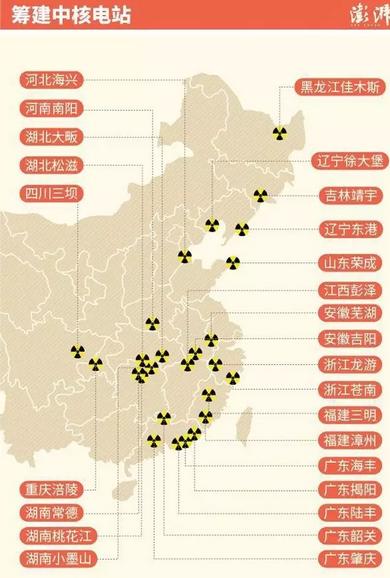 筹建中核电站
澎湃
河北海兴
河南南阳
湖北大畈
湖北松滋
四川三坝
黑龙江佳木斯
辽宁徐大堡
吉林靖宇
辽宁东港
山东荣成
江西彭泽
安徽芜湖
安徽吉阳
浙江龙游
浙江苍南
福建三明
福建漳州
广东海丰
广东揭阳
广东陆丰
广东韶关
广东肇庆
重庆涪陵
湖南常德
湖南桃花江
湖南小墨山